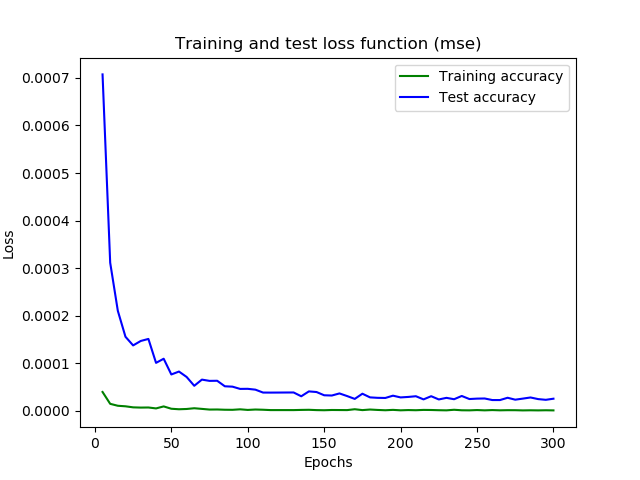 Training and test loss function (mse)
Training accuracy
Test accuracy
0.0007
0.0006
0.0005
0.0004
0.0003
0.0002
0.0001
0.0000
Loss
0 50 100 150 200 250 300
Epochs